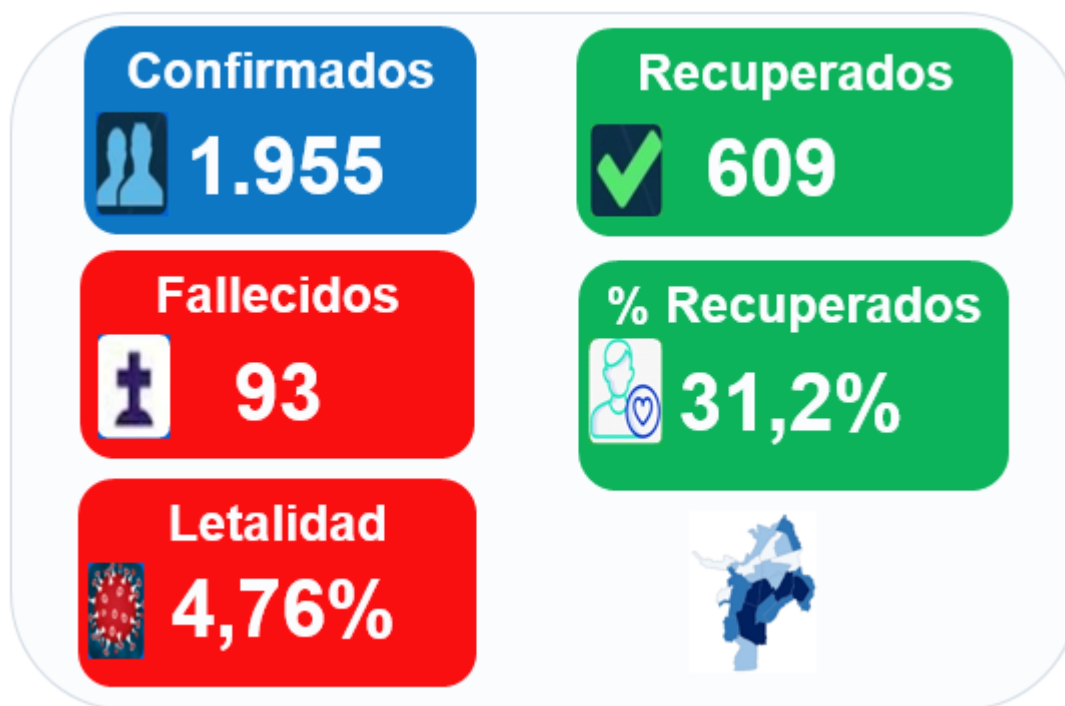 Confirmados
1.955
Recuperados
609
Fallecidos
93
% Recuperados
31,2%
Letalidad
4,76%